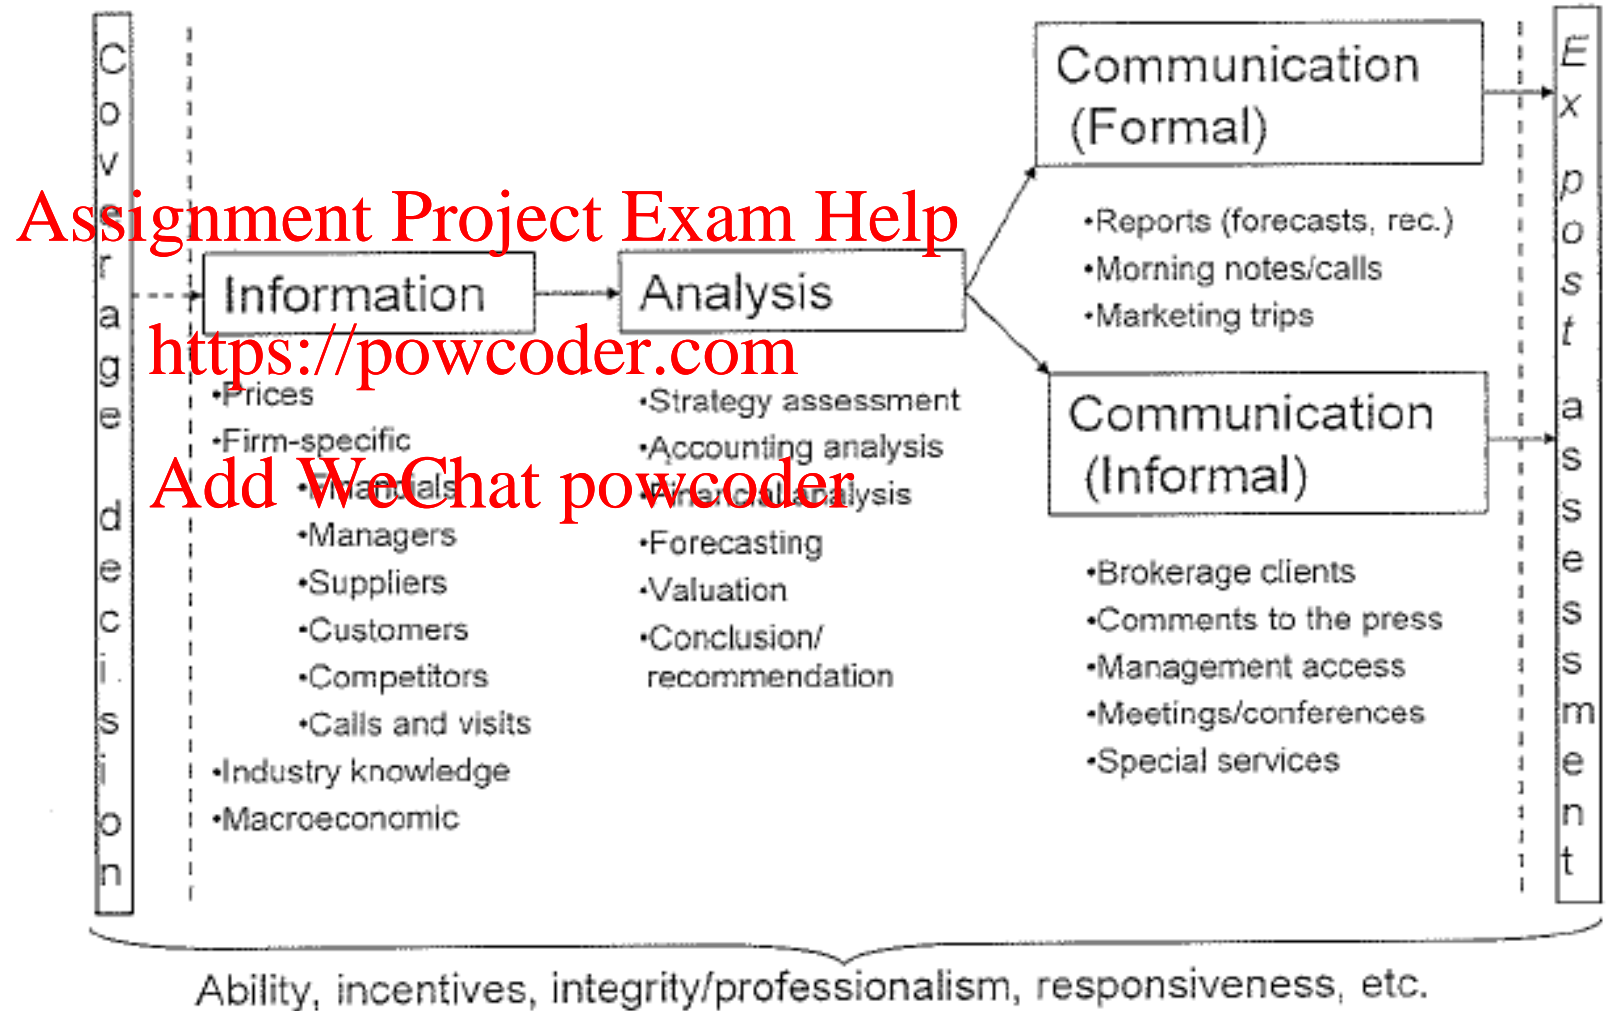 Coverage decision
Information
•Prices
•Firm-specific
•Financials
•Managers
•Suppliers
•Customers
•Competitors
•Calls and visits
•Industry knowledge
•Macroeconomic
Analysis
•Strategy assessment
•Accounting analysis
•Financial analysis
•Forecasting
•Valuation
•Conclusion/
recommendation
Communication
(Formal)
•Reports (forecasts, rec.)
•Morning notes/calls
•Marketing trips
Communication
(Informal)
•Brokerage clients
•Comments to the press
•Management access
•Meetings/conferences
•Special services
Ex post assessment
Ability, incentives, integrity/professionalism, responsiveness, etc.
Assignment Project Exam Help
https://powcoder.com
Add WeChat powcoder